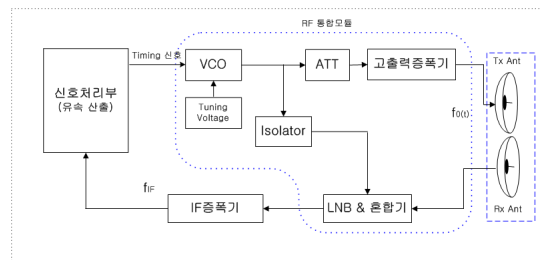 RF 통합모듈
Timing 신호
신호처리부
(유속 산출)
VCO
ATT
고출력증폭기
Tx Ant
Tuning
Voltage
Isolator
f0(t)
fIF
IF증폭기
LNB & 혼합기
Rx Ant